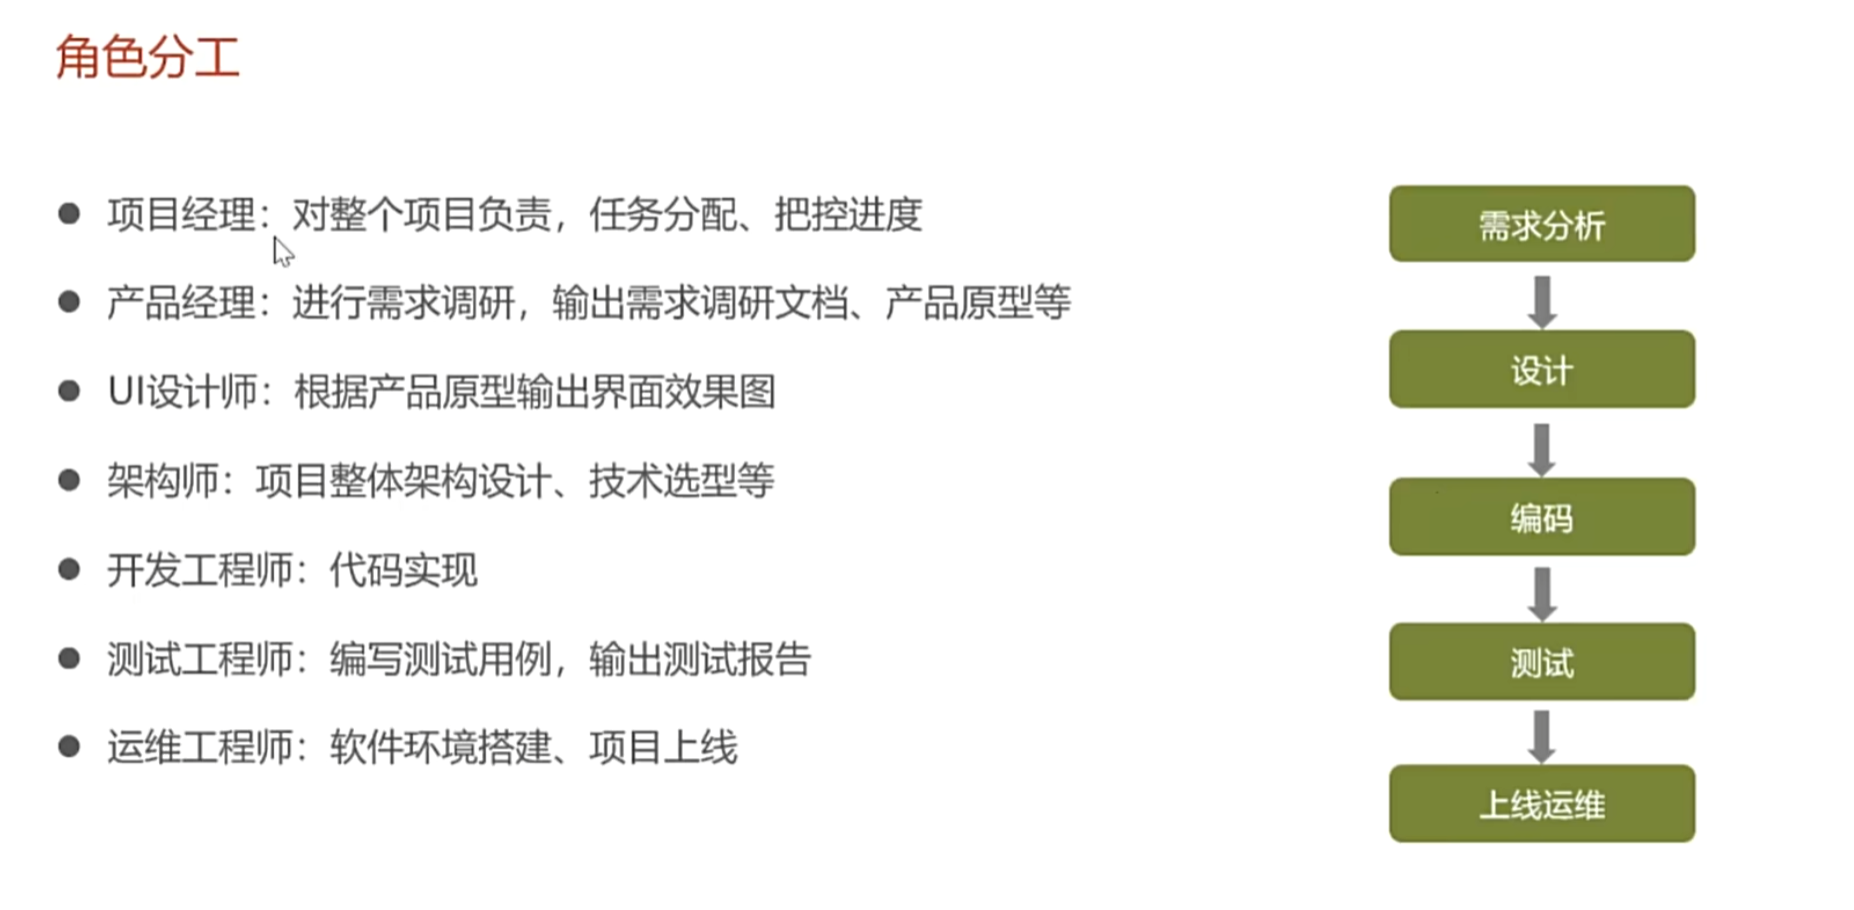 角色分工
项目经理：对整个项目负责，任务分配、把控进度
产品经理：进行需求调研，输出需求调研文档、产品原型等
UI设计师：根据产品原型输出界面效果图
架构师：项目整体架构设计、技术选型等
开发工程师：代码实现
测试工程师：编写测试用例，输出测试报告
运维工程师：软件环境搭建、项目上线
需求分析
设计
编码
测试
上线运维